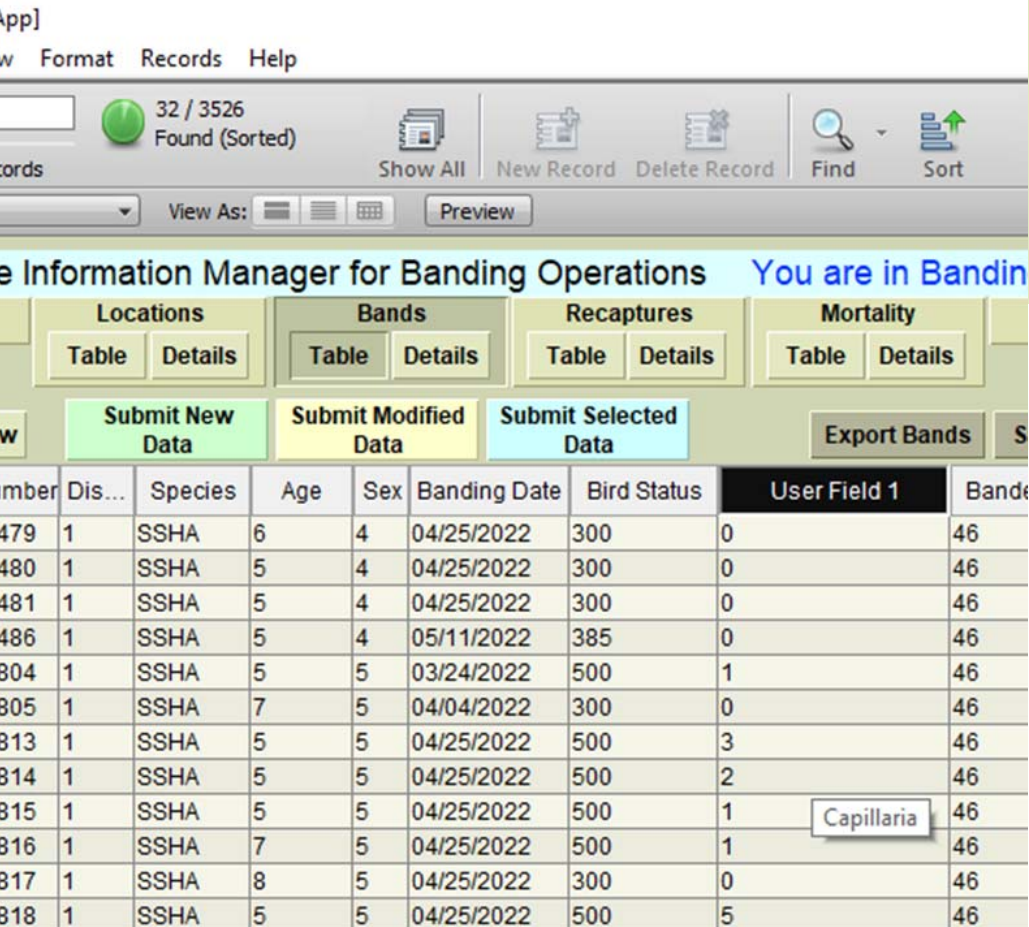 App]
w Format Records Help
32 / 3526
Found (Sorted)
cords
Show All New Record Delete Record Find Sort
View As: Preview
e Information Manager for Banding Operations You are in Bandin
Locations Bands Recaptures Mortality
Table Details Table Details Table Details Table Details
w Submit New Data Submit Modified Data Submit Selected Data Export Bands S
umber Dis... Species Age Sex Banding Date Bird Status User Field 1 Bande
479 1 SSHA 6 4 04/25/2022 300 0 46
480 1 SSHA 5 4 04/25/2022 300 0 46
481 1 SSHA 5 4 04/25/2022 300 0 46
486 1 SSHA 5 4 05/11/2022 385 0 46
804 1 SSHA 5 5 03/24/2022 500 1 46
805 1 SSHA 7 5 04/04/2022 300 0 46
813 1 SSHA 5 5 04/25/2022 500 3 46
814 1 SSHA 5 5 04/25/2022 500 2 46
815 1 SSHA 5 5 04/25/2022 500 1 Capillaria 46
816 1 SSHA 7 5 04/25/2022 500 1 46
817 1 SSHA 8 5 04/25/2022 300 0 46
818 1 SSHA 5 5 04/25/2022 500 5 46